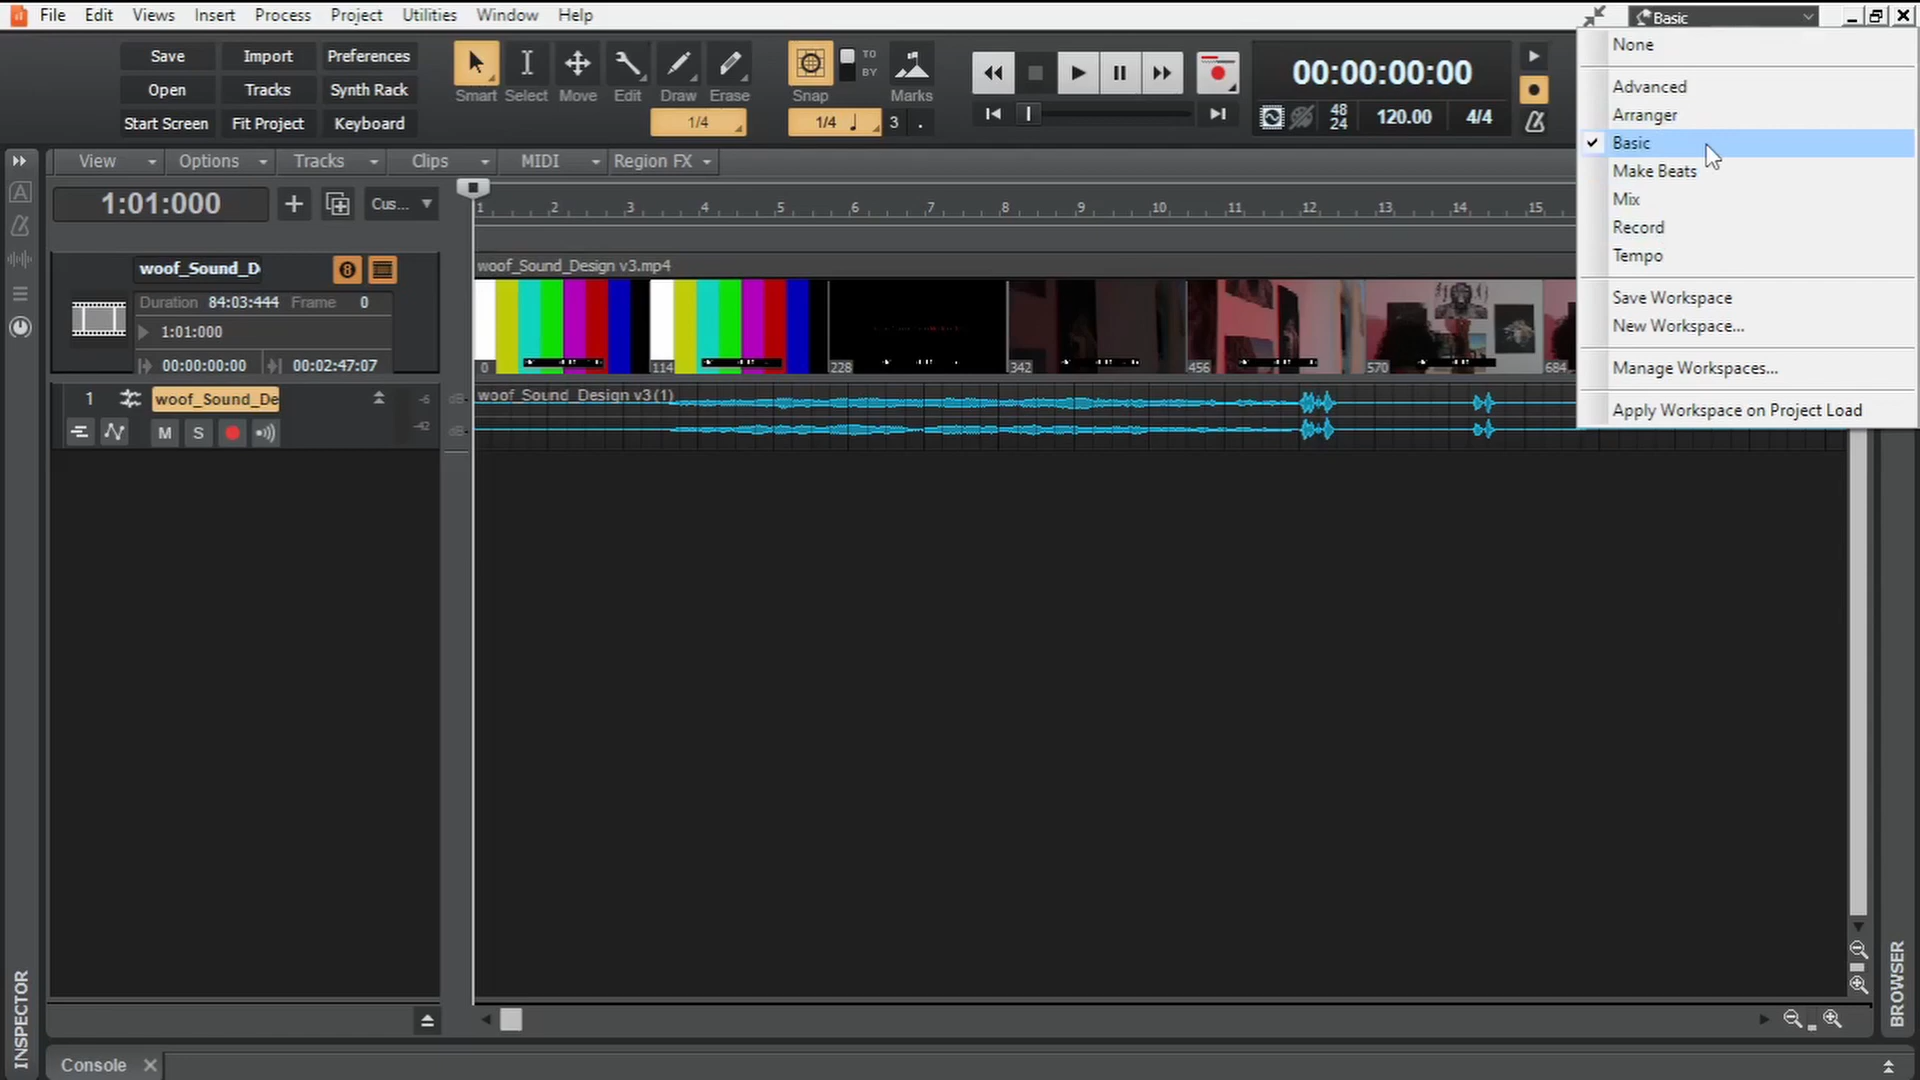 File Edit Views Insert Process Project Utilities Window Help Basic
Save Import Preferences
Open Tracks Synth Rack
Start Screen Fit Project Keyboard
Smart Select Move Edit Draw Erase Snap Marks
TO
BY
1/4 1/4 3 .
00:00:00:00
48
24
120.00 4/4
None
Advanced
Arranger
Basic
Make Beats
Mix
Record
Tempo
Save Workspace
New Workspace...
Manage Workspaces...
Apply Workspace on Project Load
View Options Tracks Clips MIDI Region FX
1:01:000 Cus...
1 2 3 4 5 6 7 8 9 10 11 12 13 14 15
woof_Sound_D
Duration 84:03:444 Frame 0
1:01:000
00:00:00:00 00:02:47:07
woof_Sound_Design v3.mp4
0 114 228 342 456 570 684
1 woof_Sound_De -6 dB
M S -42 dB
woof_Sound_Design v3(1)
INSPECTOR
BROWSER
Console